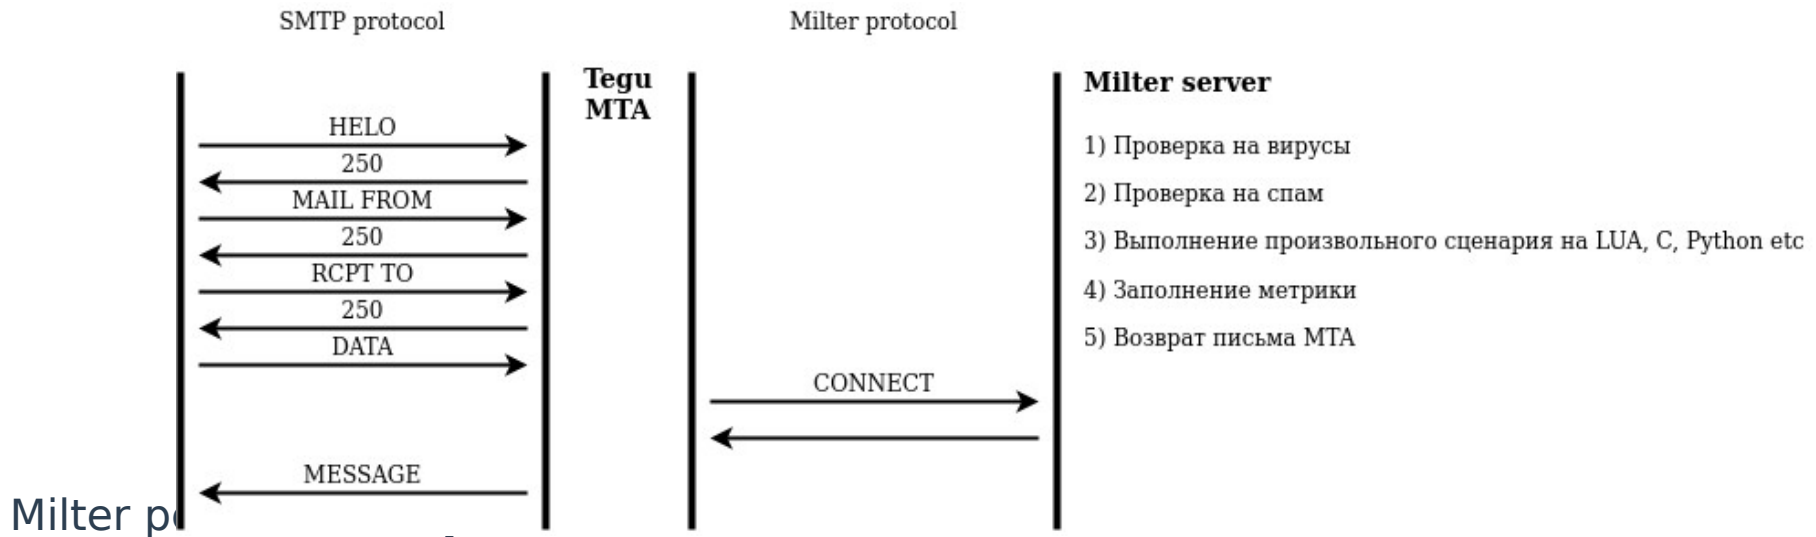 SMTP protocol
Milter protocol
Tegu
MTA
Milter server
HELO
250
MAIL FROM
250
RCPT TO
250
DATA
1) Проверка на вирусы
2) Проверка на спам
3) Выполнение произвольного сценария на LUA, C, Python etc
4) Заполнение метрики
5) Возврат письма MTA
CONNECT
MESSAGE
Milter